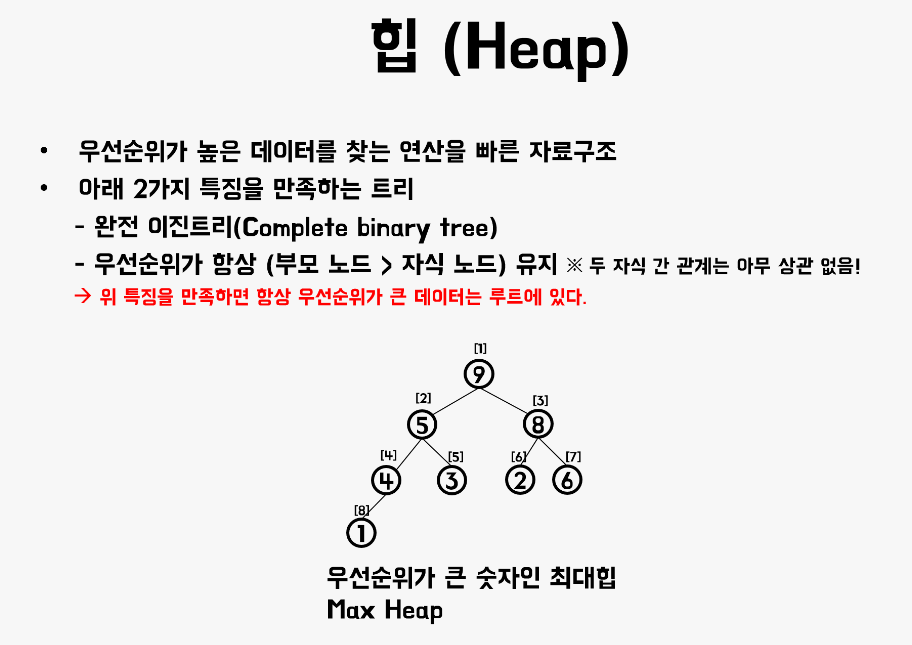 힙 (Heap)
• 우선순위가 높은 데이터를 찾는 연산을 빠른 자료구조
• 아래 2가지 특징을 만족하는 트리
- 완전 이진트리(Complete binary tree)
- 우선순위가 항상 (부모 노드 > 자식 노드) 유지 ※ 두 자식 간 관계는 아무 상관 없음!
→ 위 특징을 만족하면 항상 우선순위가 큰 데이터는 루트에 있다.
[1]
9
[2] [3]
5 8
[4] [5] [6] [7]
4 3 2 6
[8]
1
우선순위가 큰 숫자인 최대힙
Max Heap